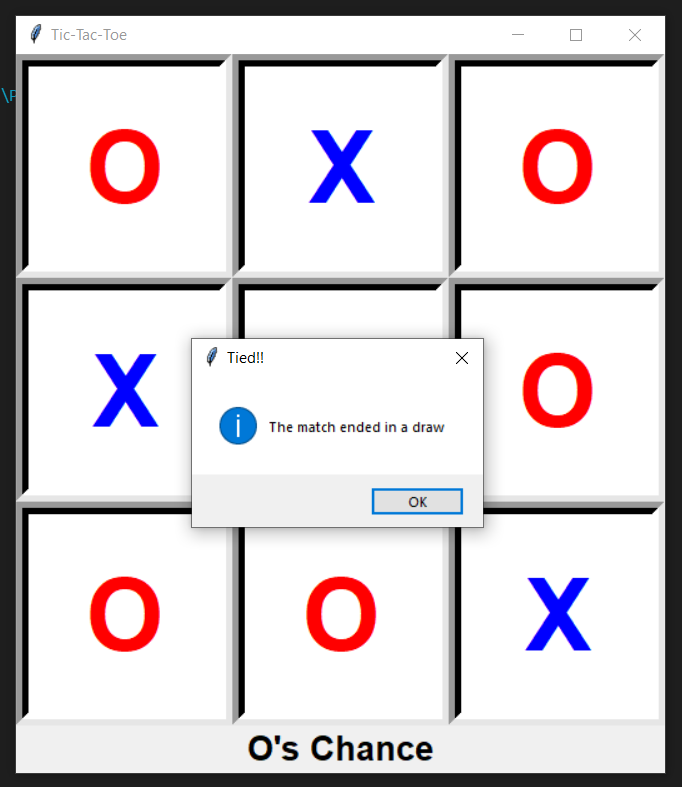 Tic-Tac-Toe
\P
O X O
X O
Tied!!
The match ended in a draw
OK
O O X
O's Chance